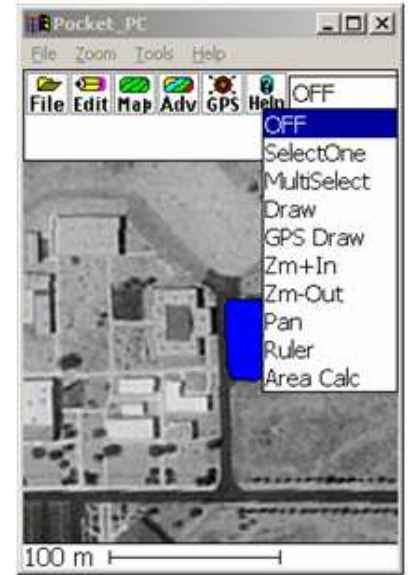 Pocket_PC
File Zoom Tools Help
File Edit Map Adv GPS Help OFF
OFF
SelectOne
MultiSelect
Draw
GPS Draw
Zm+In
Zm-Out
Pan
Ruler
Area Calc
100 m